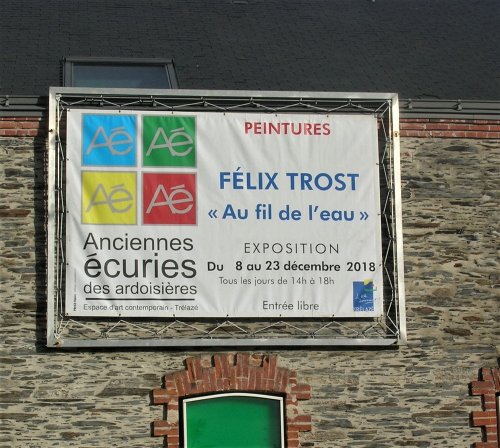 Aé Aé
Aé Aé
Anciennes
écuries
des ardoisières
Espace d'art contemporain - Trélazé
PEINTURES
FÉLIX TROST
« Au fil de l'eau »
EXPOSITION
Du 8 au 23 décembre 2018
Tous les jours de 14h à 18h
Entrée libre